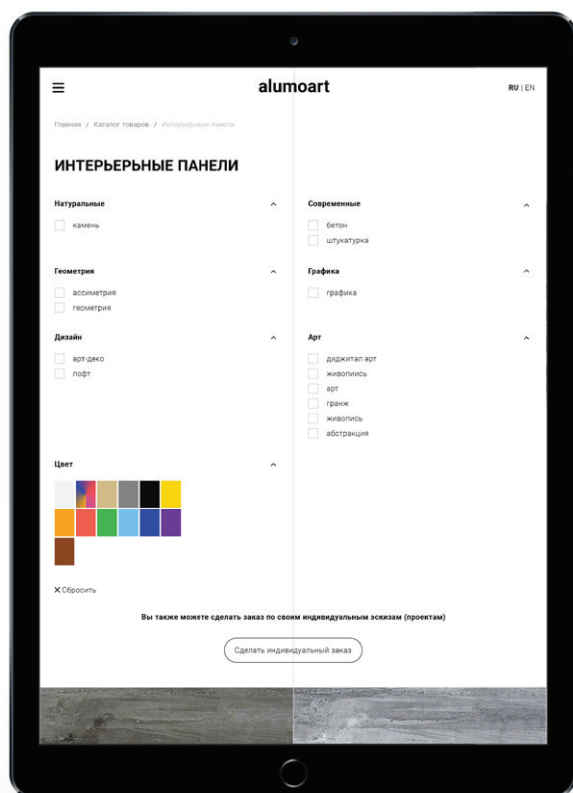 alumoart
RU | EN
Главная / Каталог товаров / Интерьерные панели
ИНТЕРЬЕРНЫЕ ПАНЕЛИ
Натуральные
камень
Современные
бетон
штукатурка
Геометрия
ассиметрия
геометрия
Графика
графика
Дизайн
арт-деко
лофт
Арт
диджитал арт
живопиись
арт
гранж
живопись
абстракция
Цвет
Сбросить
Вы также можете сделать заказ по своим индивидуальным эскизам (проектам)
Сделать индивидуальный заказ